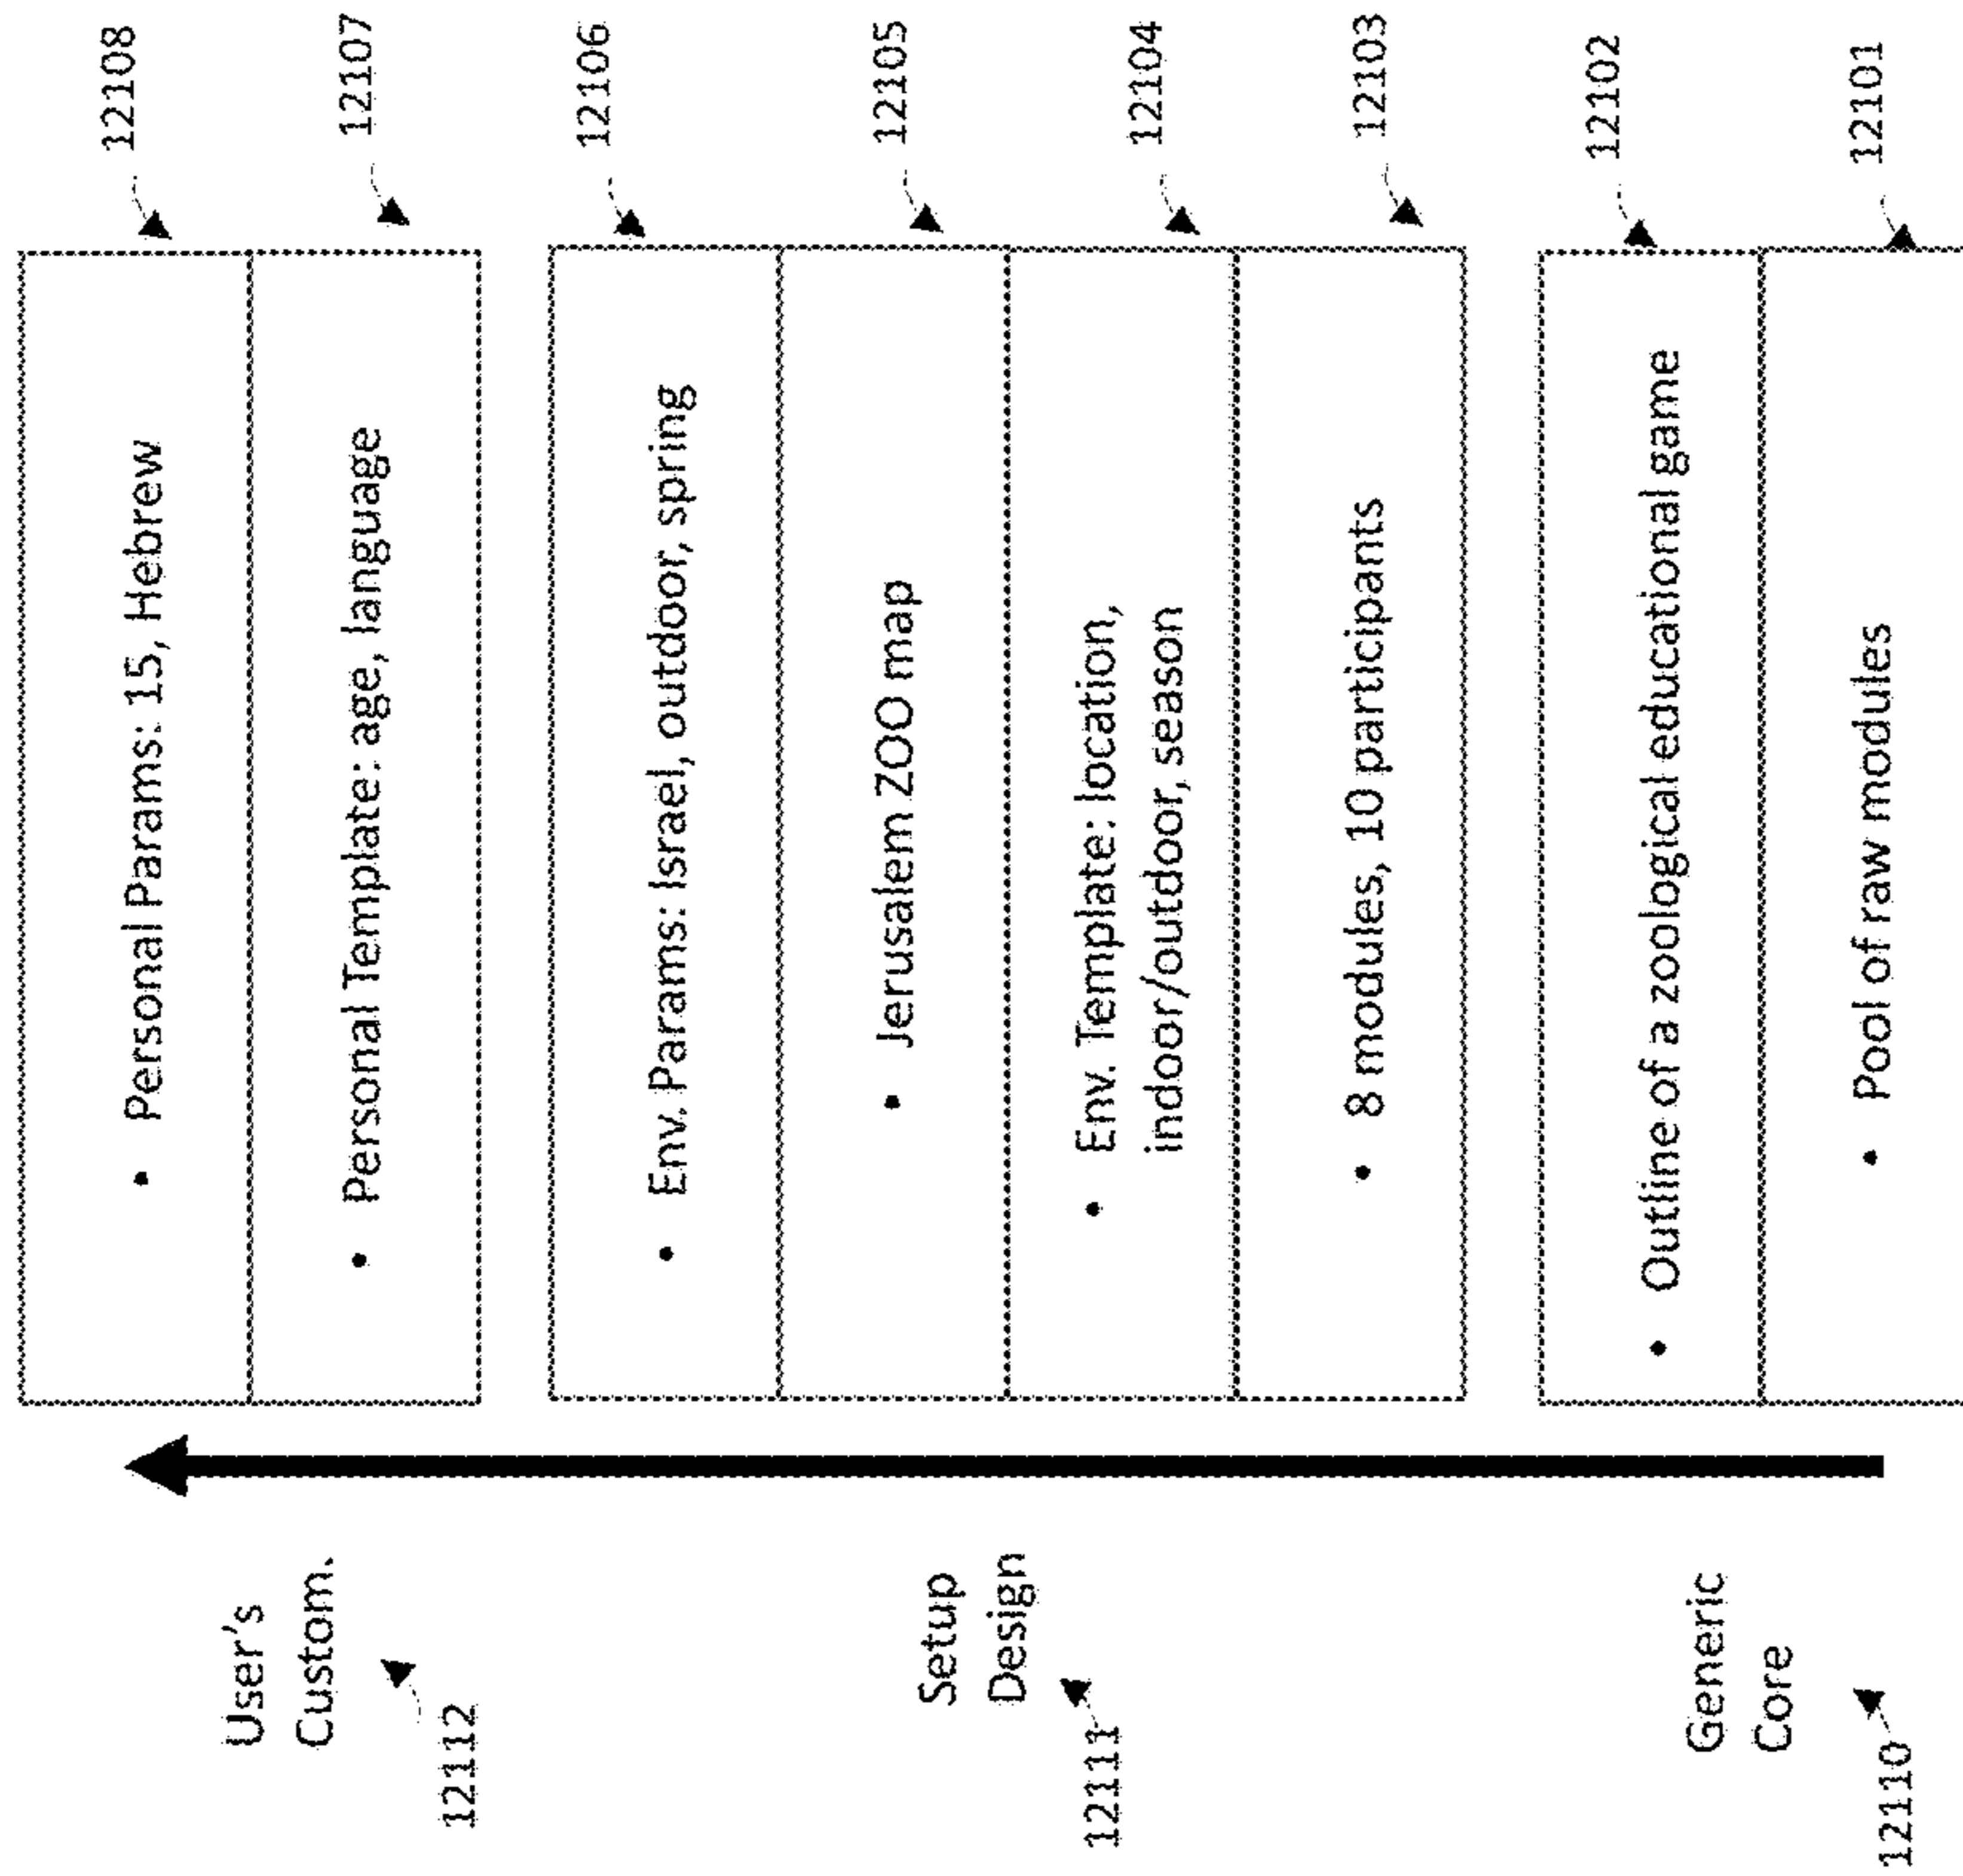 User's
Custom.
12112
• Personal Params: 15, Hebrew
12108
• Personal Template: age, language
12107
Setup
Design
12111
• Env. Params: Israel, outdoor, spring
12106
• Jerusalem ZOO map
12105
• Env. Template: location,
indoor/outdoor, season
12104
• 8 modules, 10 participants
12103
Generic
Core
12110
• Outline of a zoological educational game
12102
• Pool of raw modules
12101